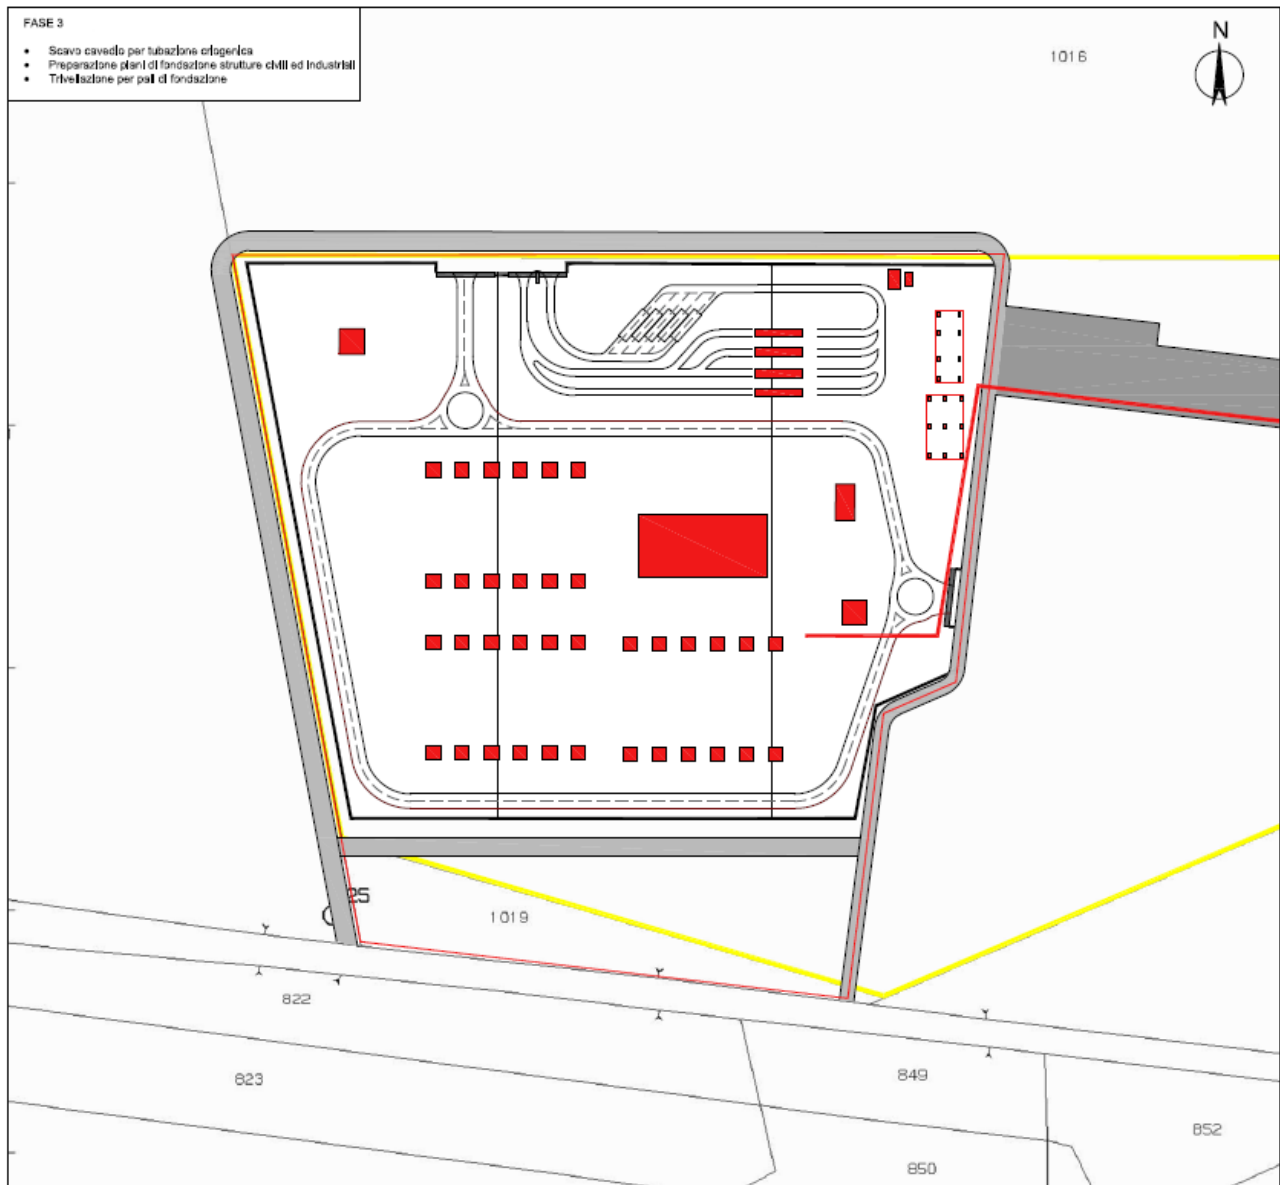 FASE 3
• Scavo cavedio per tubazione criogenica
• Preparazione piani di fondazione strutture civili ed industriali
• Trivellazione per pali di fondazione
N
1016
25
1019
822
823
849
852
850